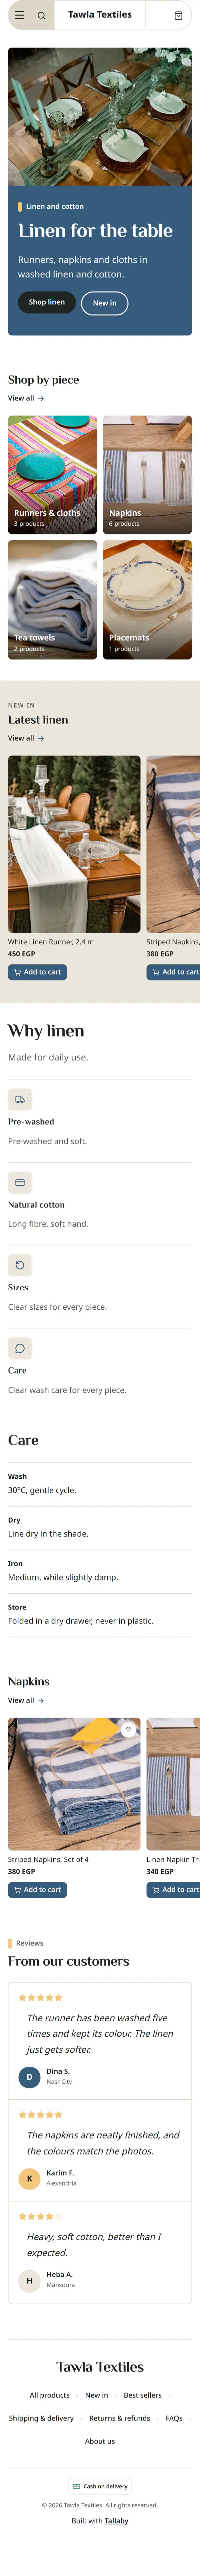 Tawla Textiles
Linen and cotton
Linen for the table
Runners, napkins and cloths in
washed linen and cotton.
Shop linen
New in
Shop by piece
View all
Runners & cloths
3 products
Napkins
6 products
Tea towels
2 products
Placemats
1 products
NEW IN
Latest linen
View all
White Linen Runner, 2.4 m
450 EGP
Add to cart
Striped Napkins,
380 EGP
Add to cart
Why linen
Made for daily use.
Pre-washed
Pre-washed and soft.
Natural cotton
Long fibre, soft hand.
Sizes
Clear sizes for every piece.
Care
Clear wash care for every piece.
Care
Wash
30°C, gentle cycle.
Dry
Line dry in the shade.
Iron
Medium, while slightly damp.
Store
Folded in a dry drawer, never in plastic.
Napkins
View all
Striped Napkins, Set of 4
380 EGP
Add to cart
Linen Napkin Tri
340 EGP
Add to cart
Reviews
From our customers
The runner has been washed five
times and kept its colour. The linen
just gets softer.
D
Dina S.
Nasr City
The napkins are neatly finished, and
the colours match the photos.
K
Karim F.
Alexandria
Heavy, soft cotton, better than I
expected.
H
Heba A.
Mansoura
Tawla Textiles
All products · New in · Best sellers ·
Shipping & delivery · Returns & refunds · FAQs ·
About us
Cash on delivery
© 2026 Tawla Textiles. All rights reserved.
Built with Tallaby